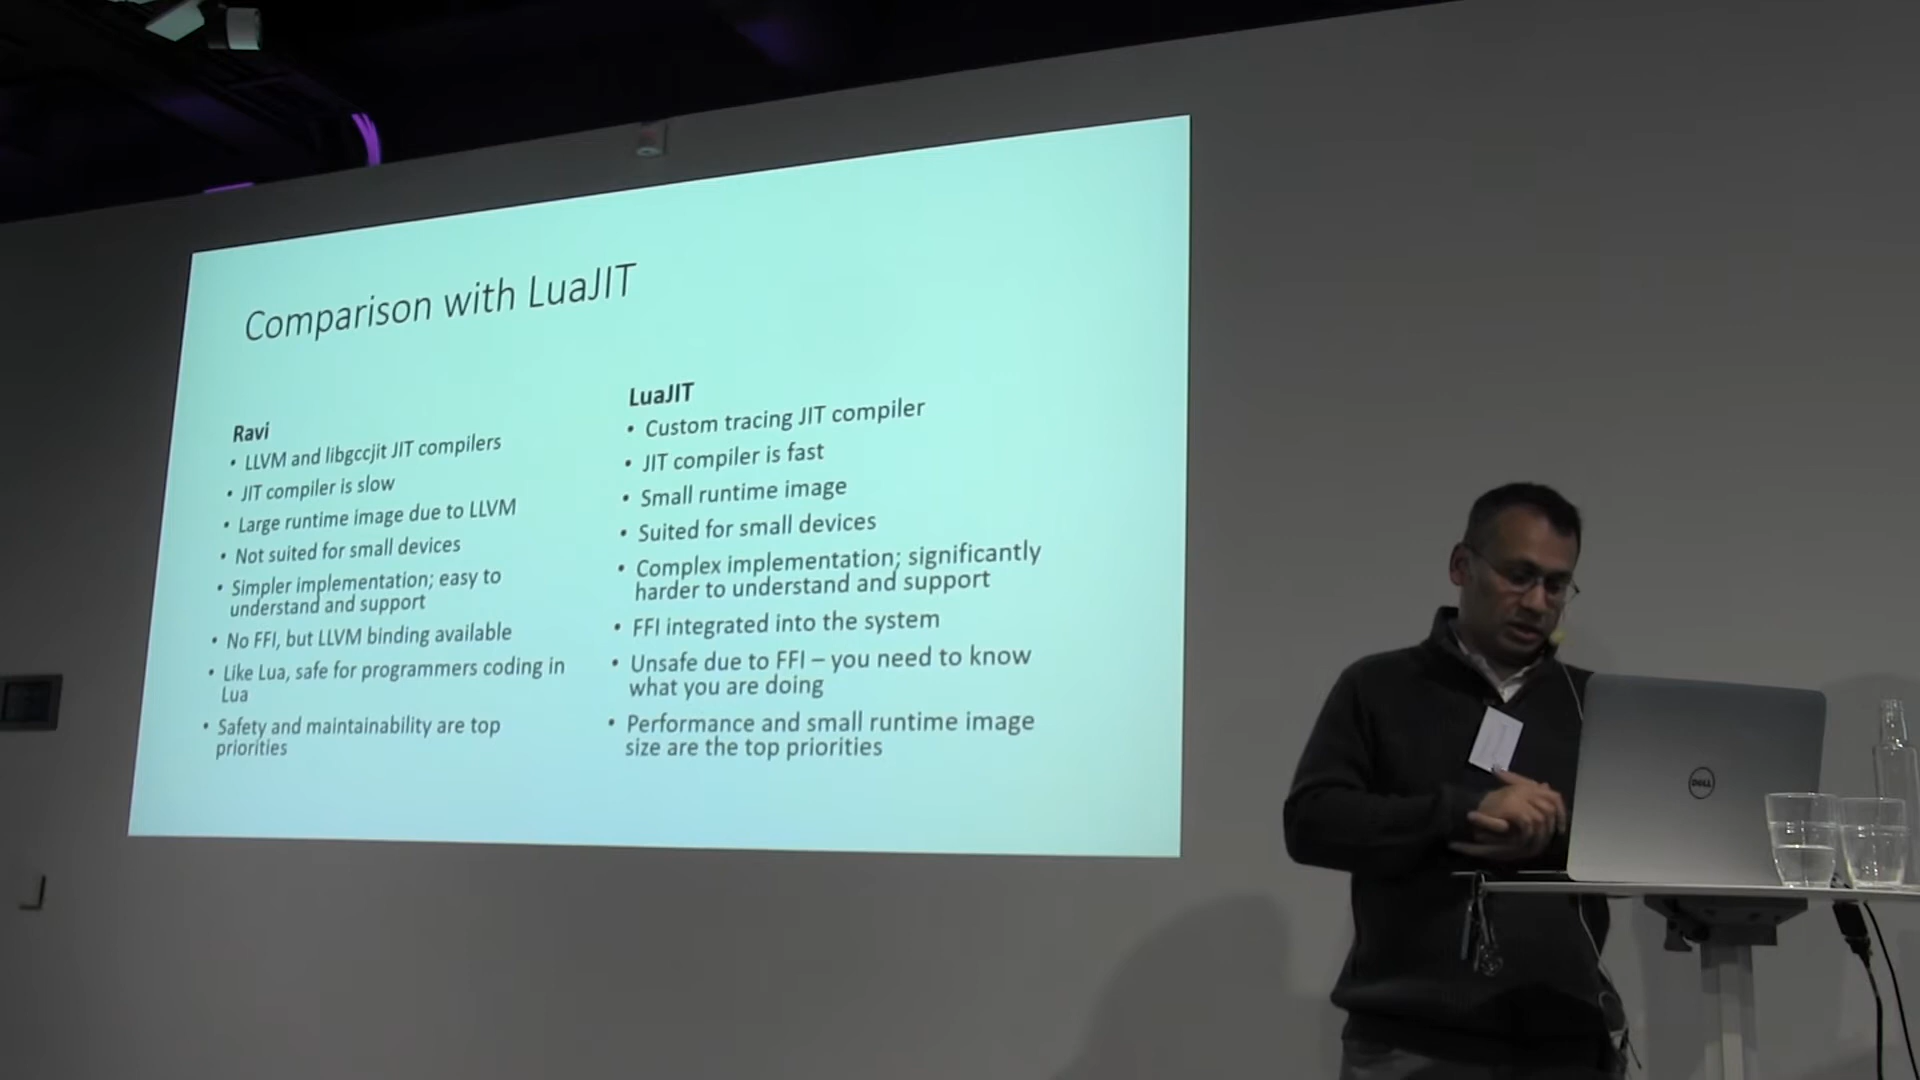 Comparison with LuaJIT
Ravi
• LLVM and libgccjit JIT compilers
• JIT compiler is slow
• Large runtime image due to LLVM
• Not suited for small devices
• Simpler implementation; easy to
understand and support
• No FFI, but LLVM binding available
• Like Lua, safe for programmers coding in
Lua
• Safety and maintainability are top
priorities
LuaJIT
• Custom tracing JIT compiler
• JIT compiler is fast
• Small runtime image
• Suited for small devices
• Complex implementation; significantly
harder to understand and support
• FFI integrated into the system
• Unsafe due to FFI – you need to know
what you are doing
• Performance and small runtime image
size are the top priorities
DELL